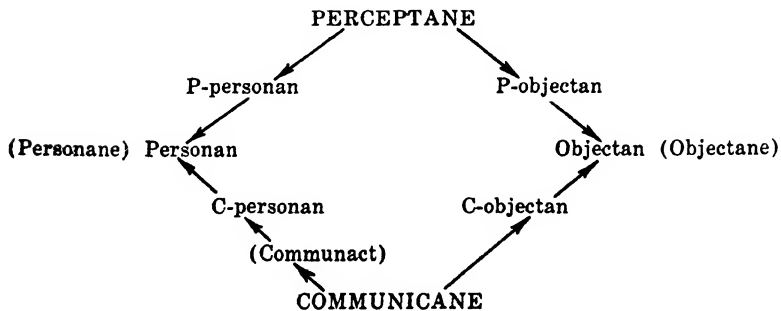 PERCEPTANE
P-personan P-objectan
(Personane) Personan Objectan (Objectane)
C-personan C-objectan
(Communact)
COMMUNICANE